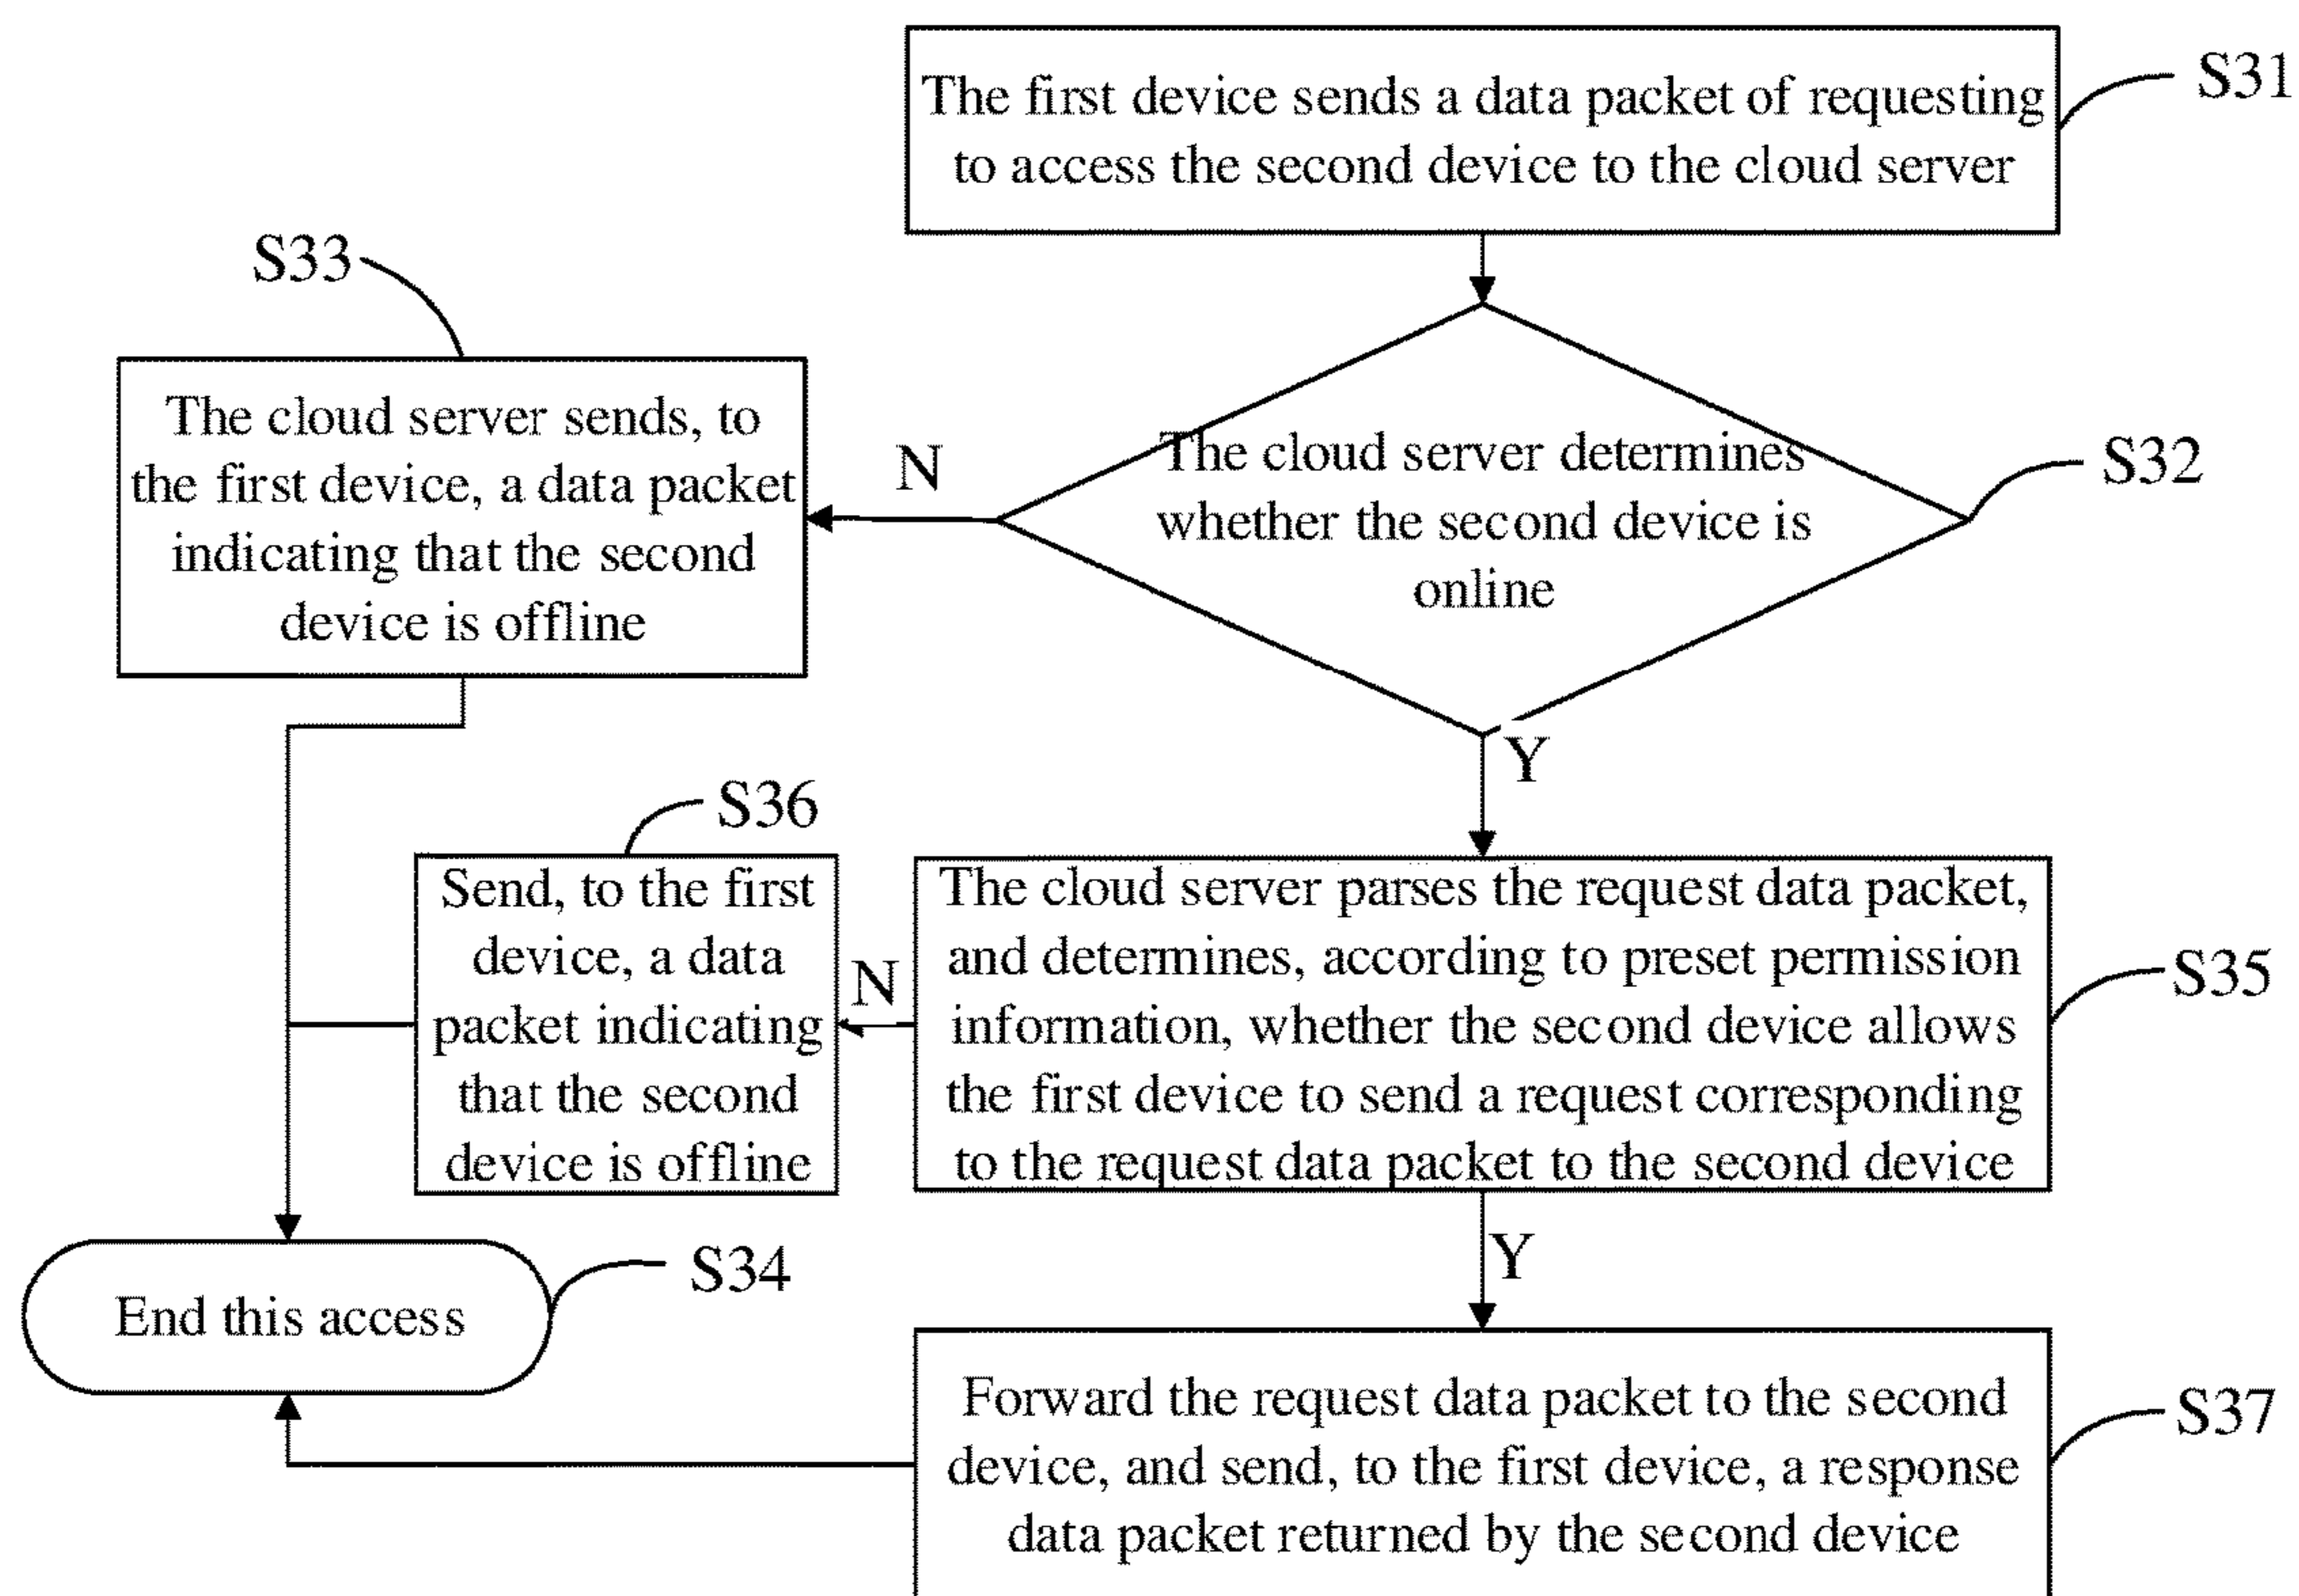 The first device sends a data packet of requesting
to access the second device to the cloud server
S31
S33
The cloud server sends, to
the first device, a data packet
indicating that the second
device is offline
N
The cloud server determines
whether the second device is
online
S32
Y
S36
Send, to the first
device, a data
packet indicating
that the second
device is offline
N
The cloud server parses the request data packet,
and determines, according to preset permission
information, whether the second device allows
the first device to send a request corresponding
to the request data packet to the second device
S35
Y
End this access
S34
Forward the request data packet to the second
device, and send, to the first device, a response
data packet returned by the second device
S37